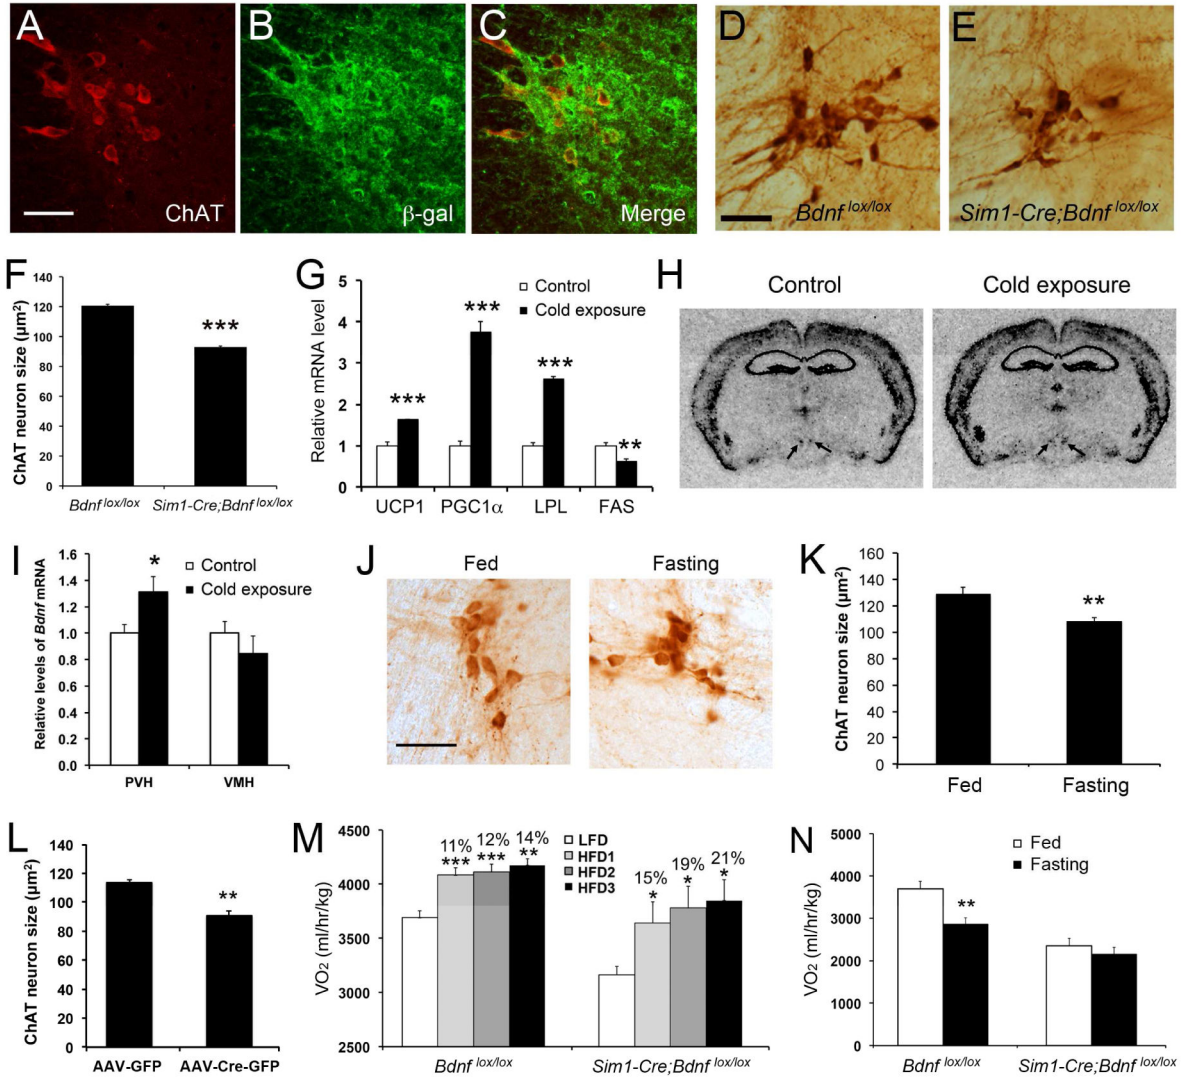 A
ChAT
B
β-gal
C
Merge
D
Bdnf lox/lox
E
Sim1-Cre;Bdnf lox/lox
F
ChAT neuron size (µm²)
140
120
100
80
60
40
20
0
***
Bdnf lox/lox
Sim1-Cre;Bdnf lox/lox
G
Relative mRNA level
5
4
3
2
1
0
Control
Cold exposure
***
***
***
**
UCP1
PGC1α
LPL
FAS
H
Control
Cold exposure
I
Relative levels of Bdnf mRNA
1.6
1.4
1.2
1.0
0.8
0.6
0.4
0.2
0.0
*
Control
Cold exposure
PVH
VMH
J
Fed
Fasting
K
ChAT neuron size (µm²)
160
140
120
100
80
60
40
20
0
**
Fed
Fasting
L
ChAT neuron size (µm²)
140
120
100
80
60
40
20
0
**
AAV-GFP
AAV-Cre-GFP
M
VO2 (ml/hr/kg)
4500
4000
3500
3000
2500
11%
***
12%
***
14%
**
LFD
HFD1
HFD2
HFD3
15%
*
19%
*
21%
*
Bdnf lox/lox
Sim1-Cre;Bdnf lox/lox
N
VO2 (ml/hr/kg)
5000
4000
3000
2000
1000
0
Fed
Fasting
**
Bdnf lox/lox
Sim1-Cre;Bdnf lox/lox